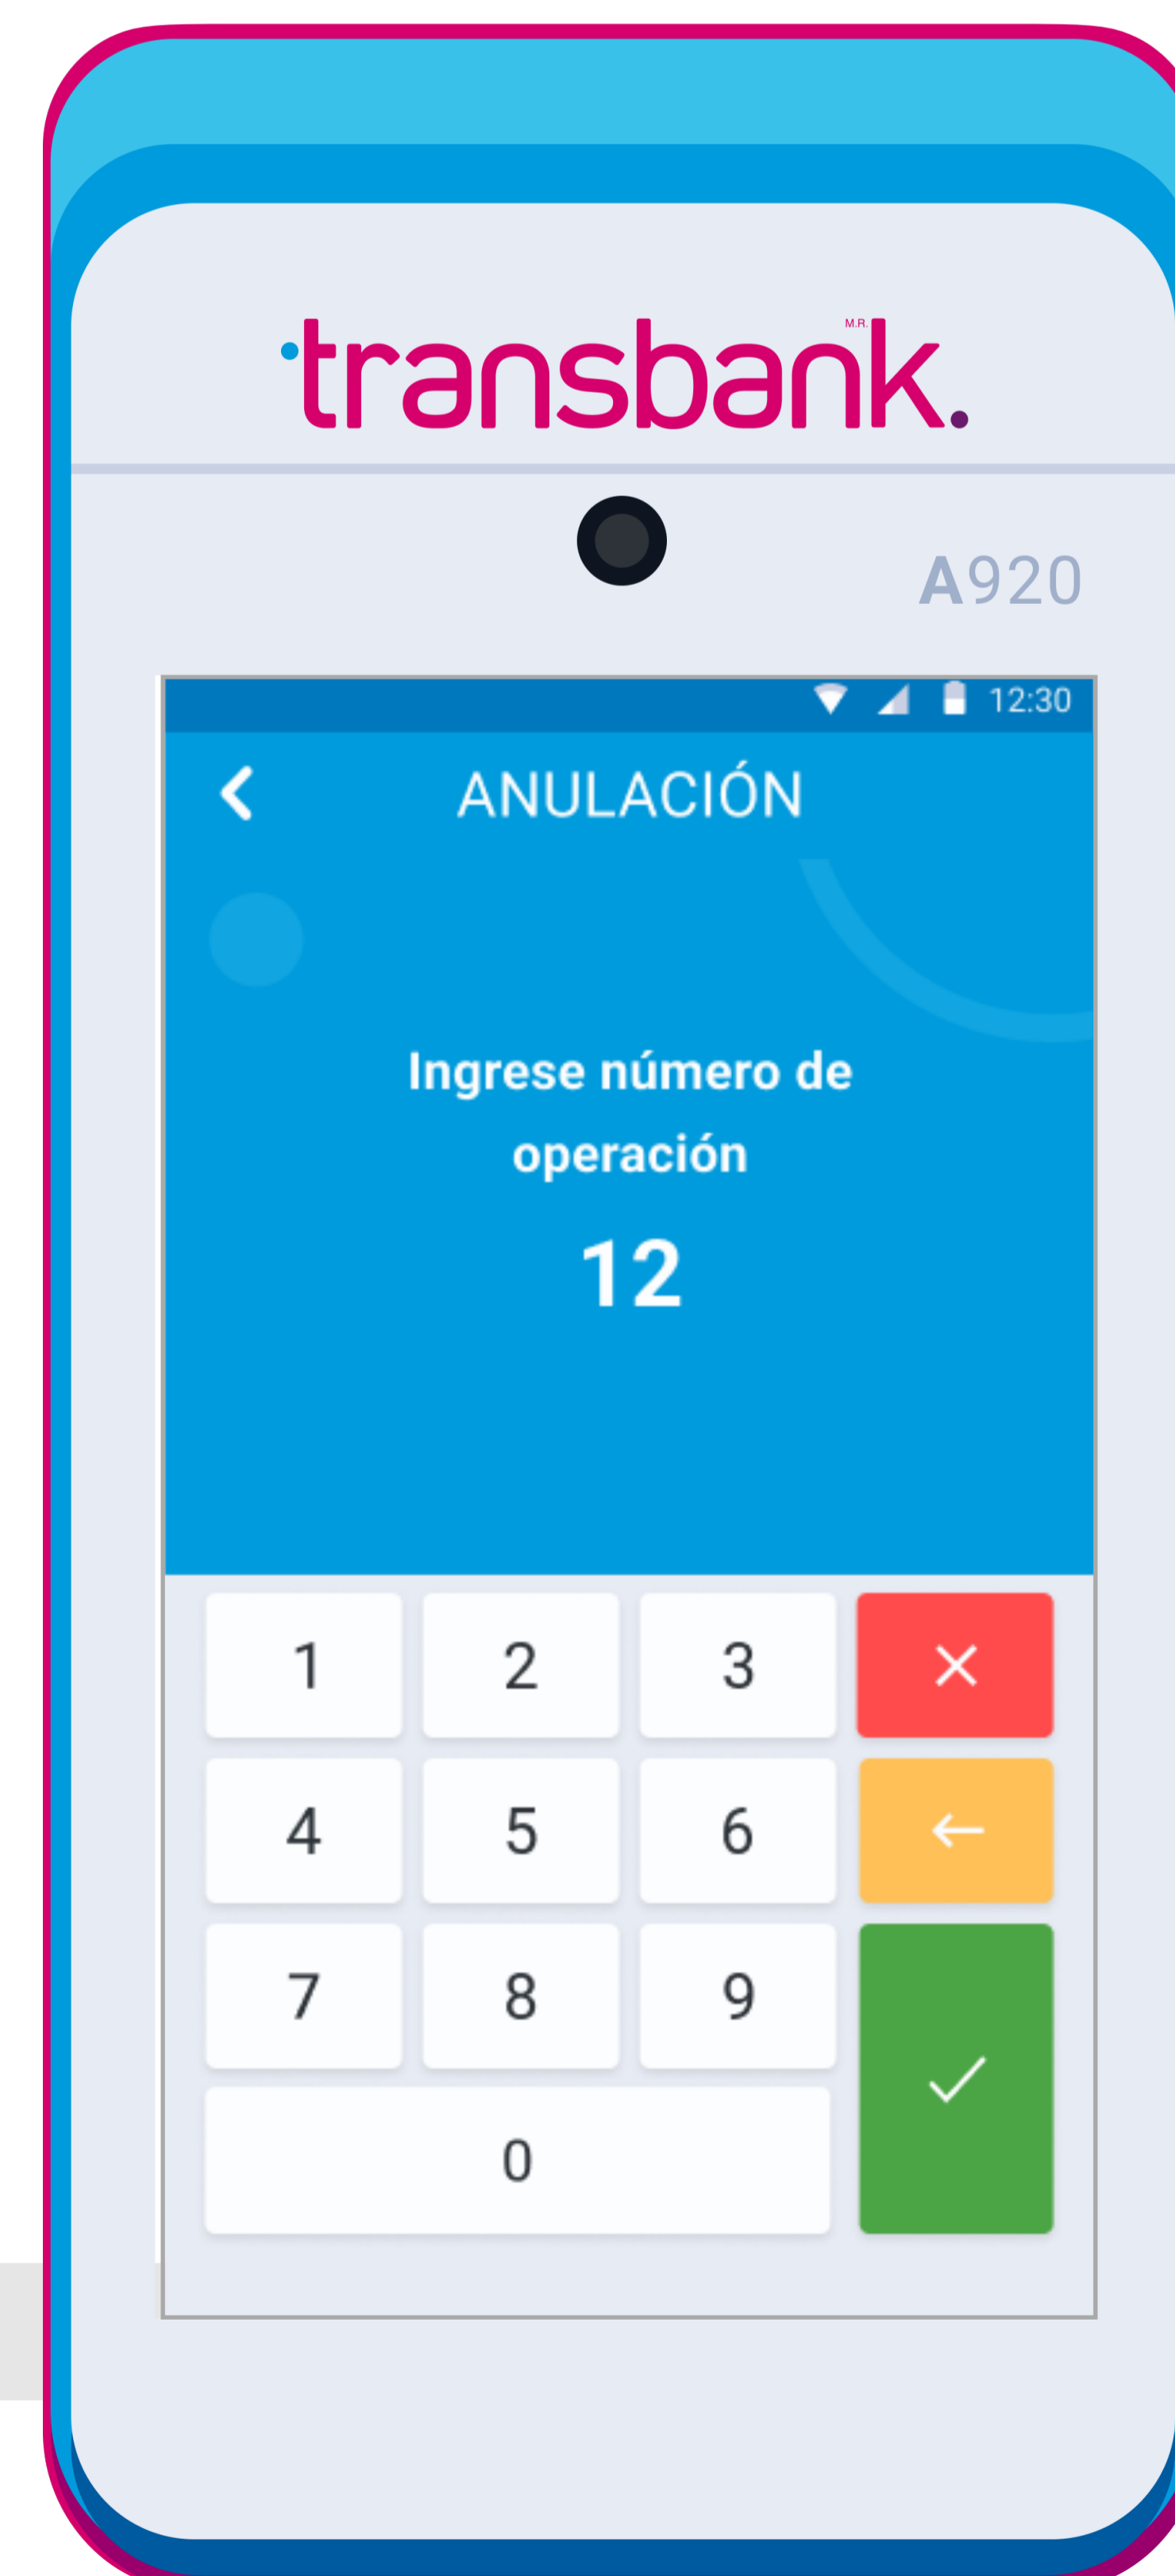 transbank.
M.R.
A920
12:30
ANULACIÓN
Ingrese número de
operación
12
1 2 3
4 5 6
7 8 9
0